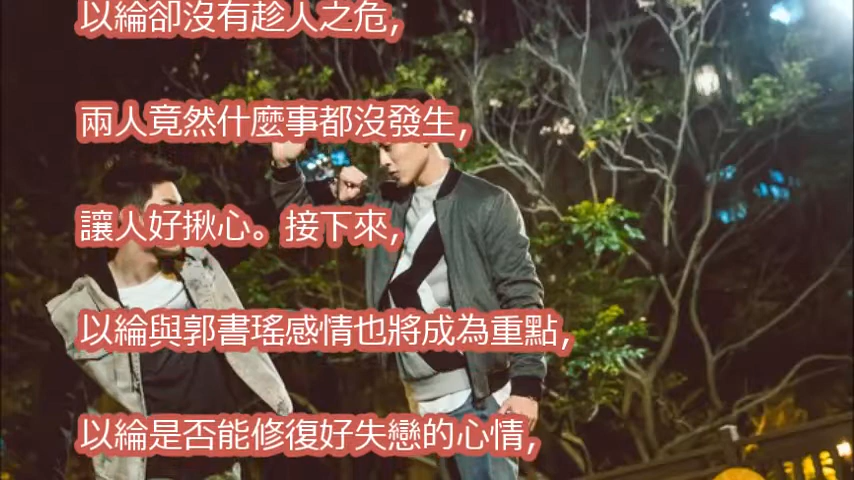 以綸卻沒有趁人之危，
兩人竟然什麼事都沒發生，
讓人好揪心。接下來，
以綸與郭書瑤感情也將成為重點，
以綸是否能修復好失戀的心情，